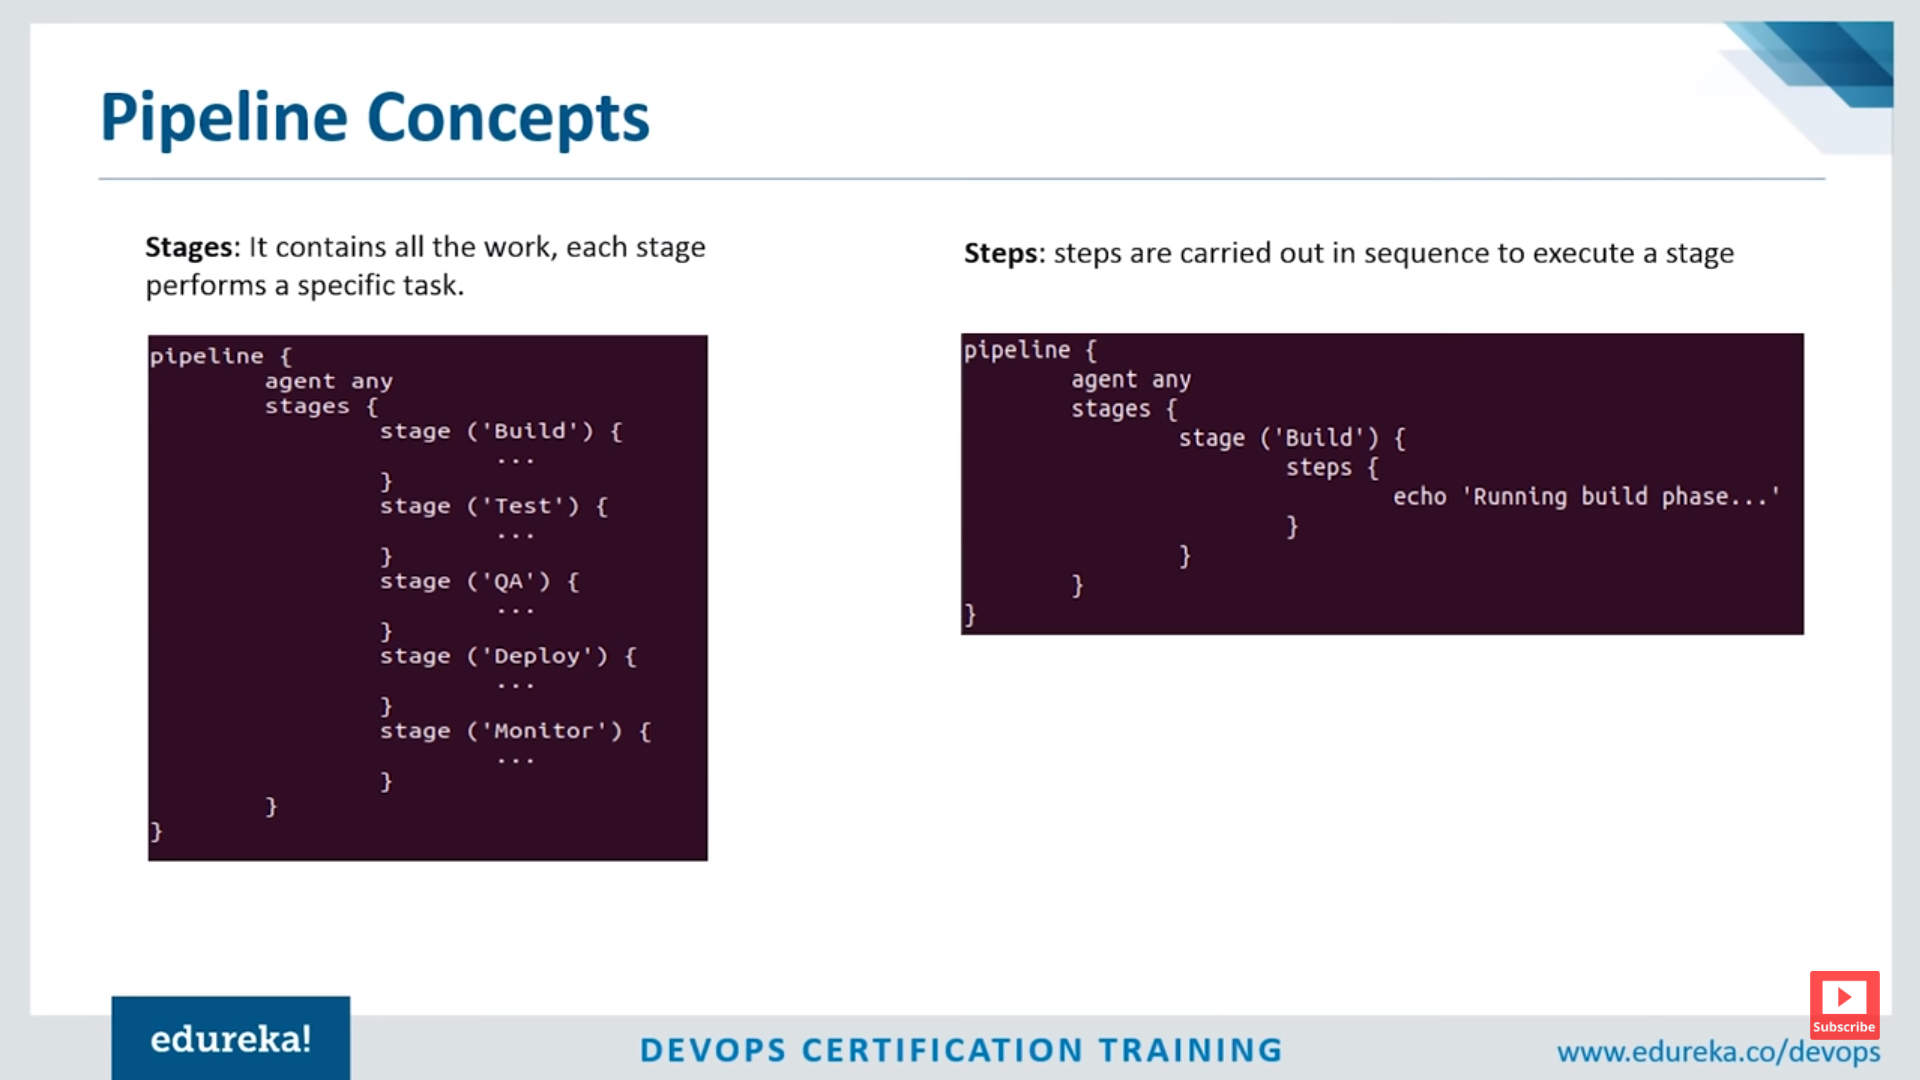 Pipeline Concepts
Stages: It contains all the work, each stage
performs a specific task.
pipeline {
        agent any
        stages {
                stage ('Build') {
                        ...
                }
                stage ('Test') {
                        ...
                }
                stage ('QA') {
                        ...
                }
                stage ('Deploy') {
                        ...
                }
                stage ('Monitor') {
                        ...
                }
        }
}
Steps: steps are carried out in sequence to execute a stage
pipeline {
        agent any
        stages {
                stage ('Build') {
                        steps {
                                echo 'Running build phase...'
                        }
                }
        }
}
Subscribe
edureka!
DEVOPS CERTIFICATION TRAINING
www.edureka.co/devops